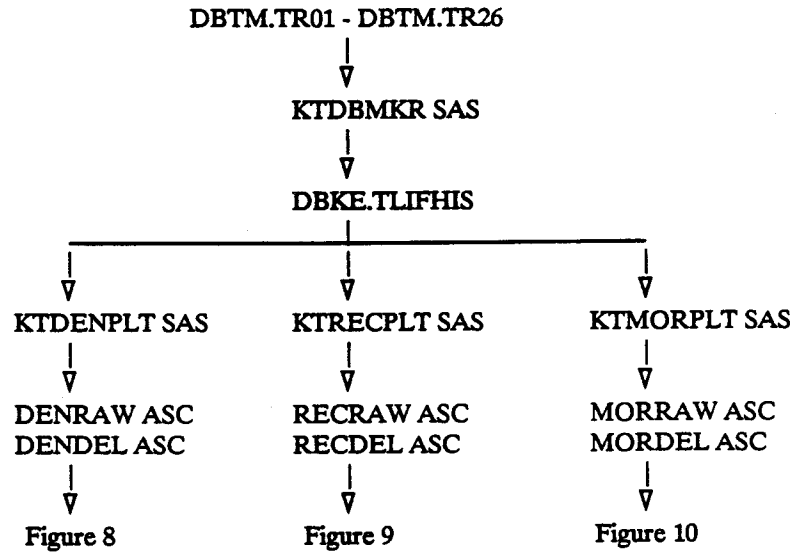 DBTM.TR01 - DBTM.TR26
KTDBMKR SAS
DBKE.TLIFHIS
KTDENPLT SAS
KTRECPLT SAS
KTMORPLT SAS
DENRAW ASC
DENDEL ASC
RECRAW ASC
RECDEL ASC
MORRAW ASC
MORDEL ASC
Figure 8
Figure 9
Figure 10